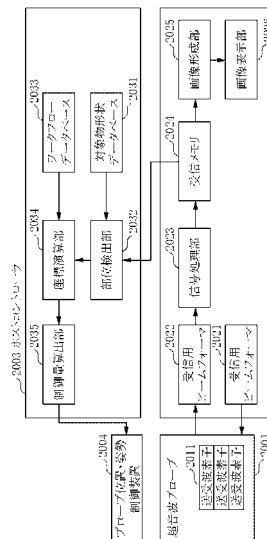 2003 ホストコントローラ
2033
ワークフロー
データベース
2031
対象物形状
データベース
2034
座標演算部
2032
部位検出部
2035
制御量算出部
2004
プローブ位置・姿勢
制御装置
2025
画像形成部
画像表示部
2024
受信メモリ
2023
信号処理部
2022
受信用
ビームフォーマ
2021
受信用
ビームフォーマ
2011
送受波素子
送受波素子
送受波素子
超音波プローブ
2001